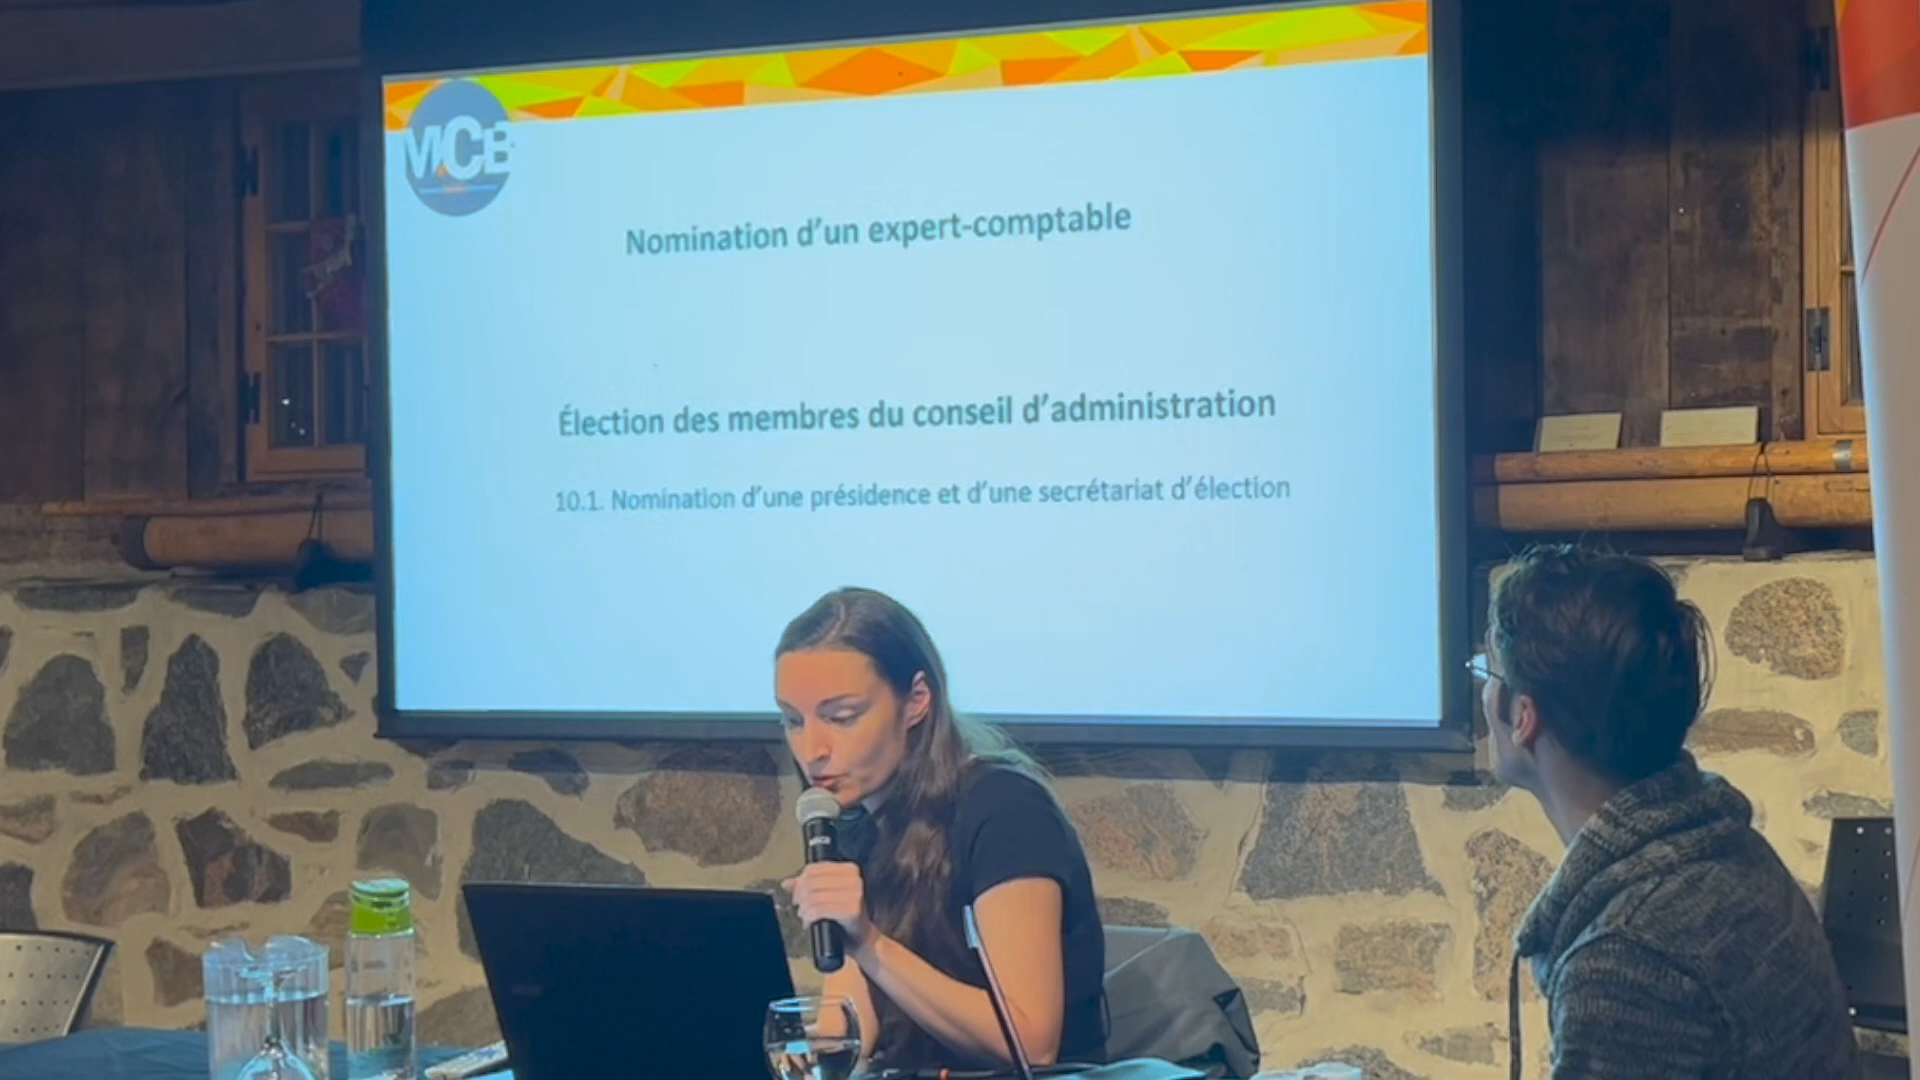 V.CB
Nomination d'un expert-comptable
Élection des membres du conseil d'administration
10.1. Nomination d'une présidence et d'une secrétariat d'élection